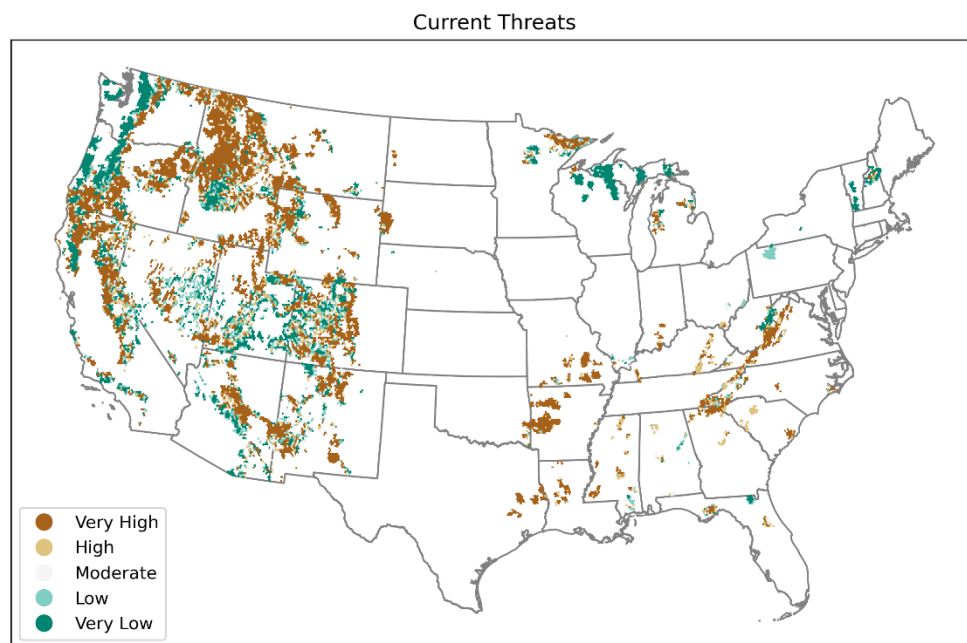 Current Threats
Very High
High
Moderate
Low
Very Low